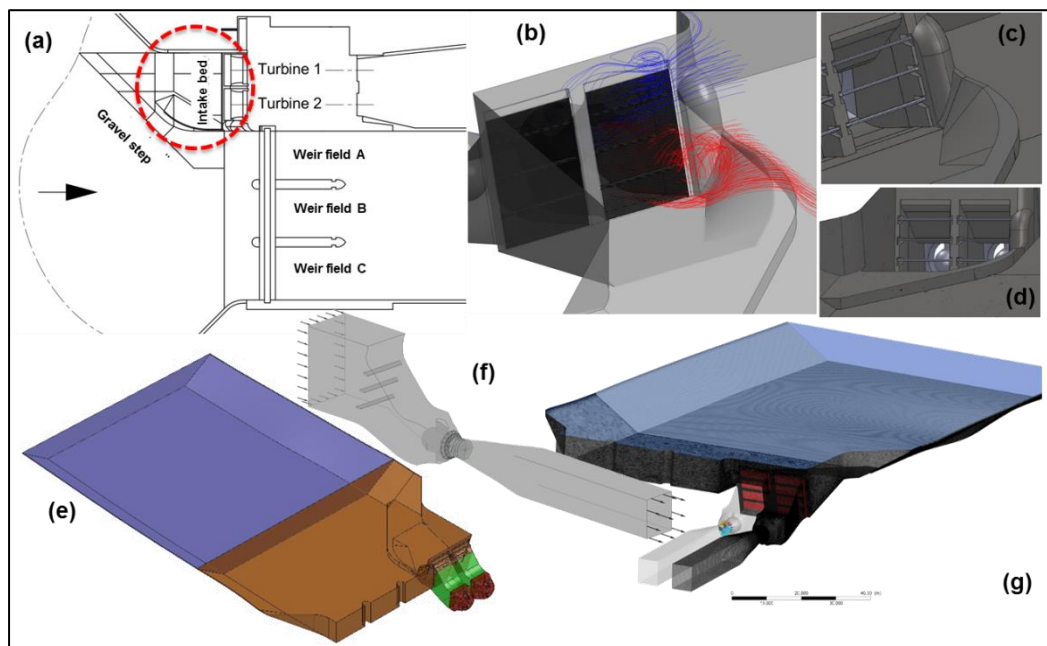 (a)
Intake bed
Turbine 1
Turbine 2
Gravel step
Weir field A
Weir field B
Weir field C
(b)
(c)
(d)
(e)
(f)
(g)